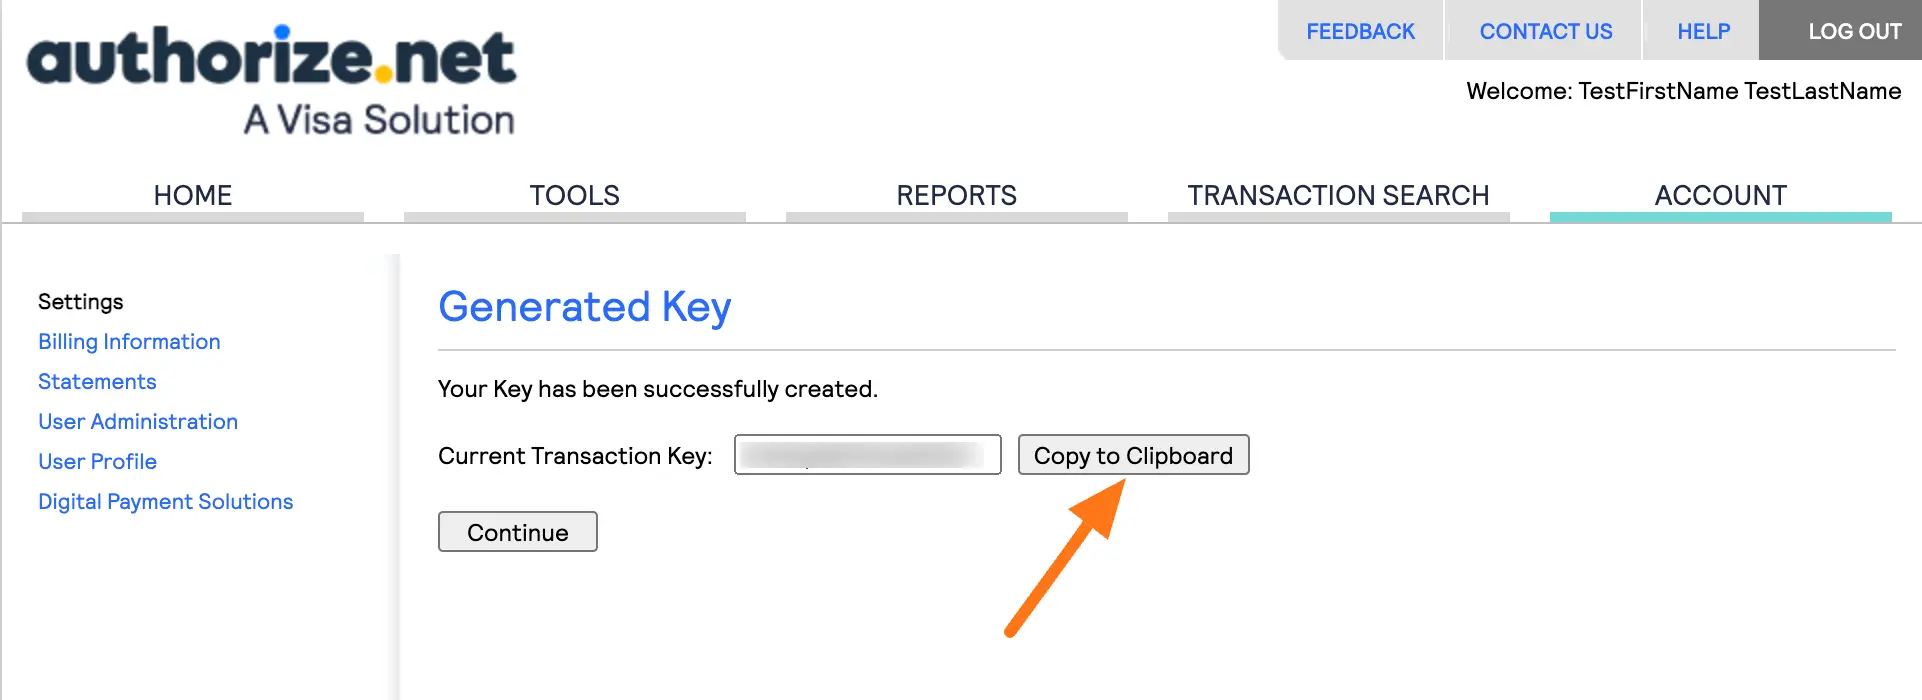 authorize.net
A Visa Solution
FEEDBACK
CONTACT US
HELP
LOG OUT
Welcome: TestFirstName TestLastName
HOME
TOOLS
REPORTS
TRANSACTION SEARCH
ACCOUNT
Settings
Billing Information
Statements
User Administration
User Profile
Digital Payment Solutions
Generated Key
Your Key has been successfully created.
Current Transaction Key:
Copy to Clipboard
Continue